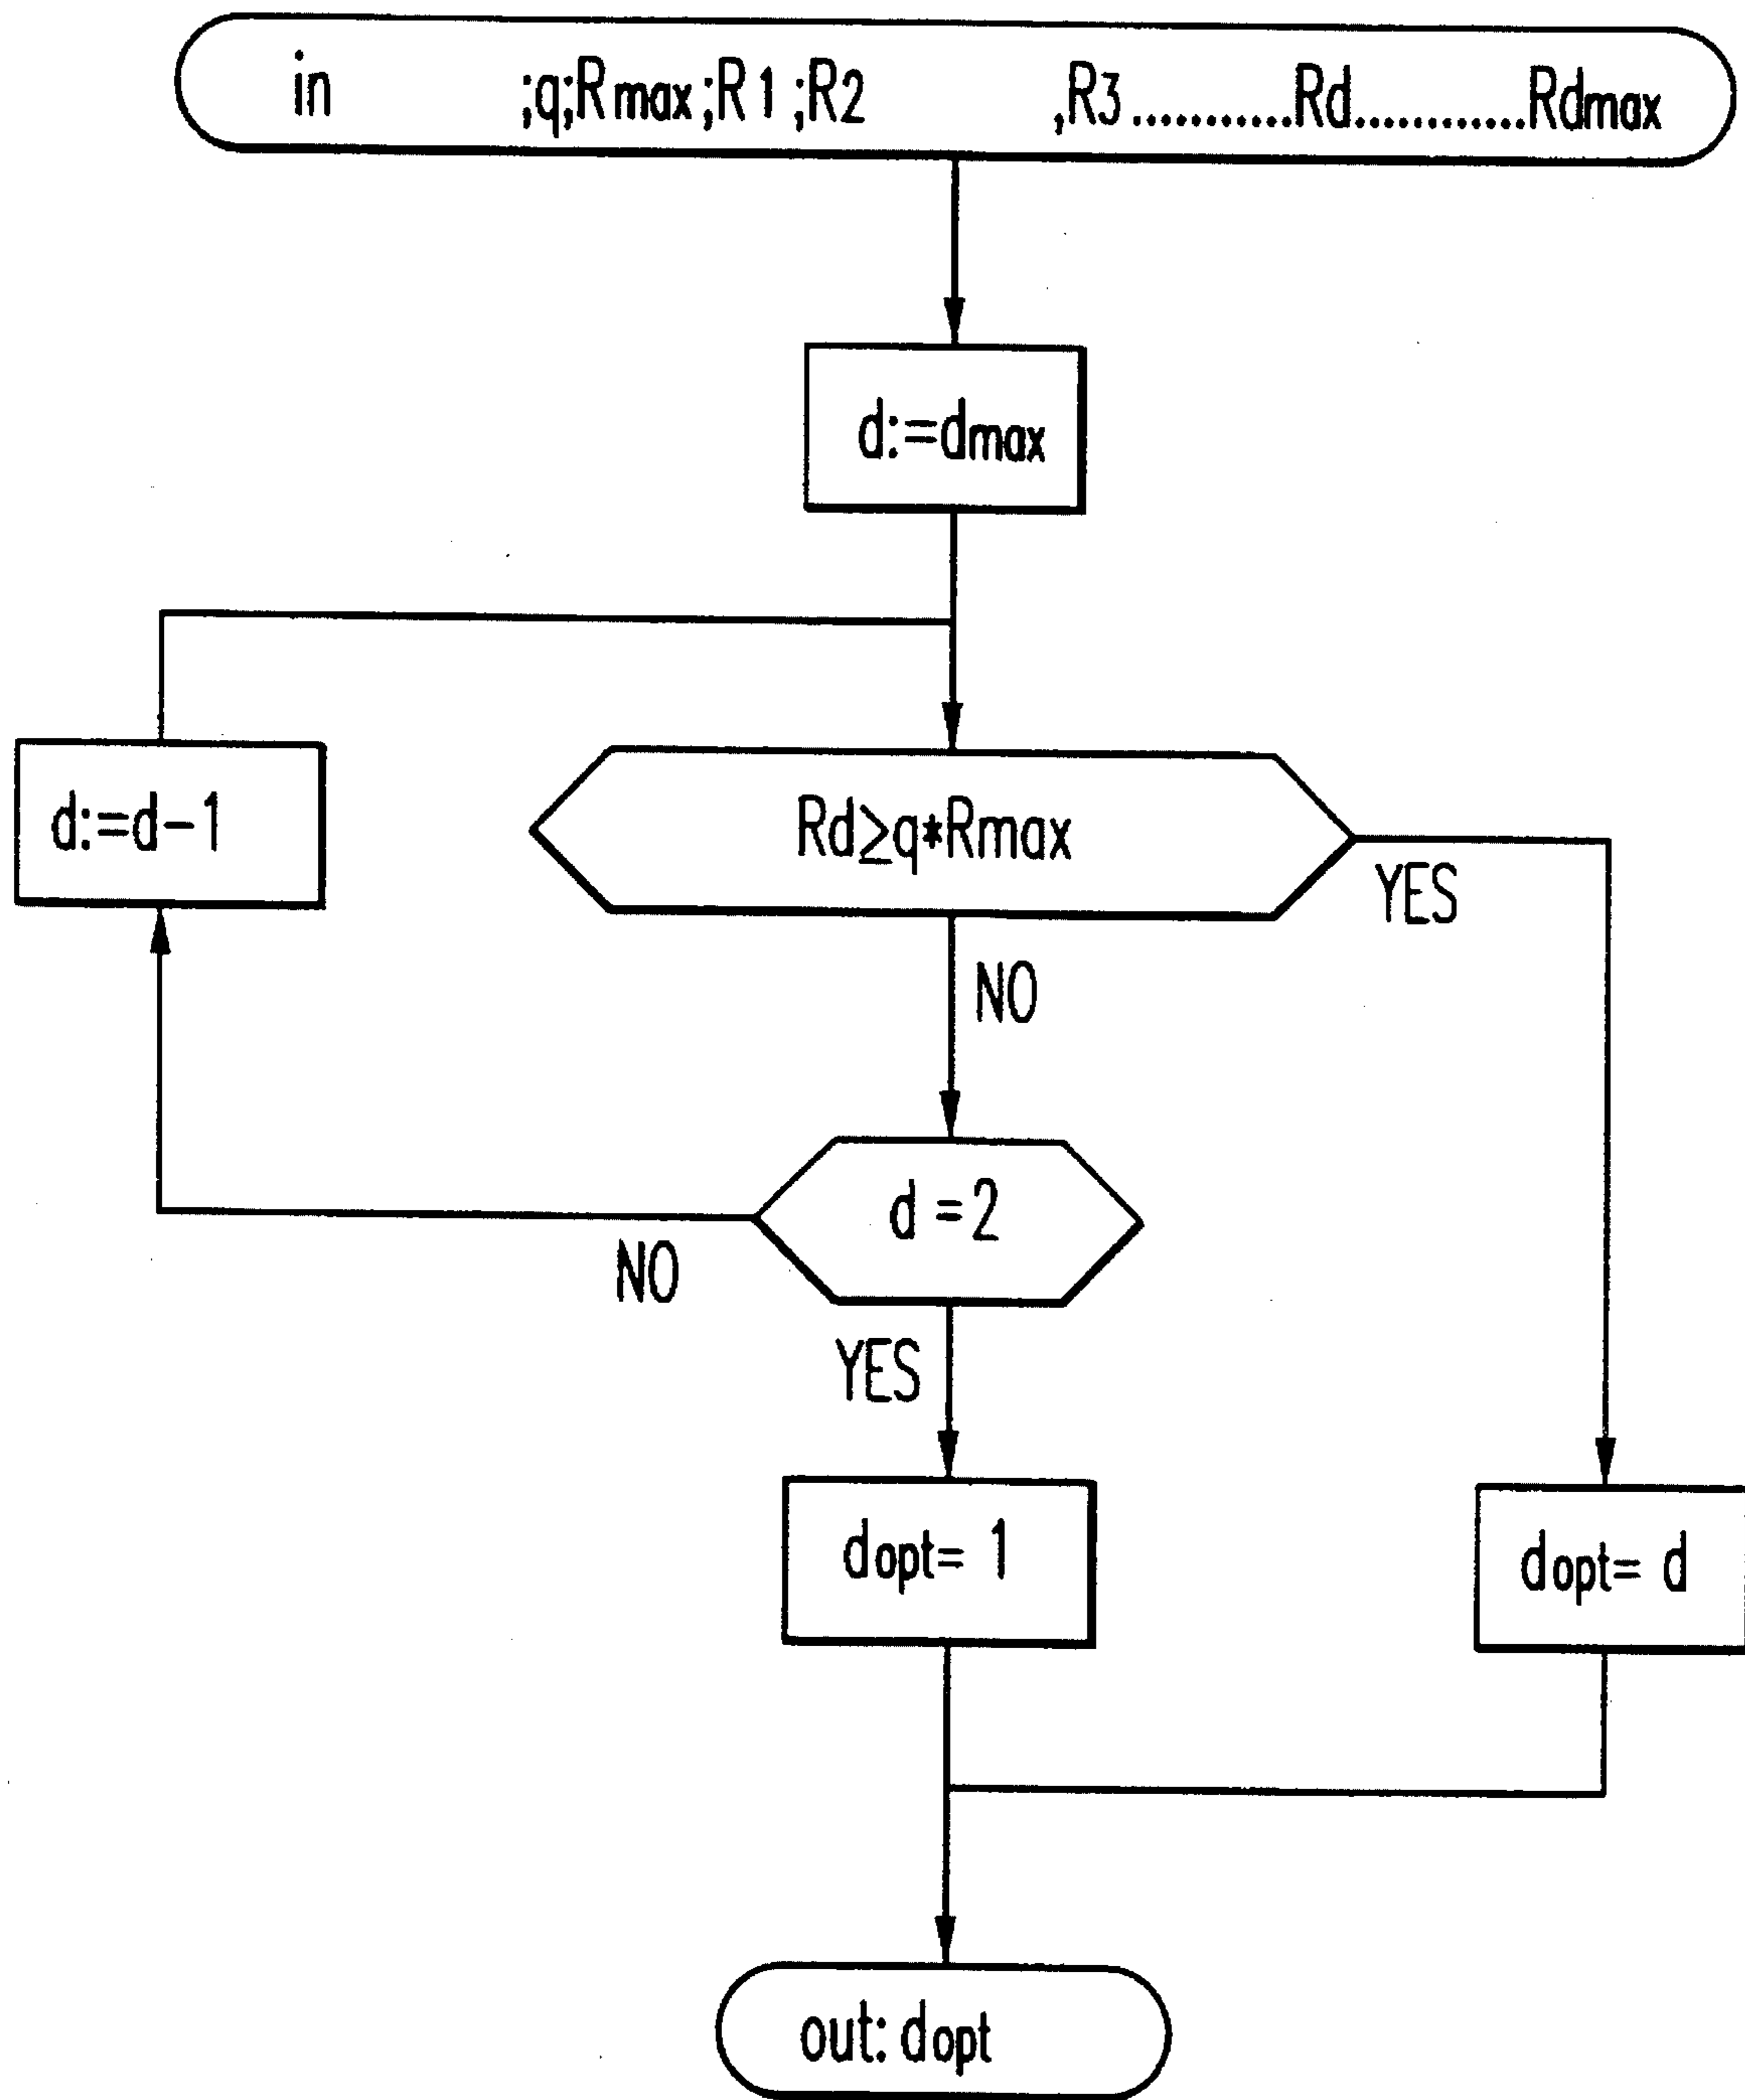 in ;q;Rmax;R1;R2 ,R3...........Rd............Rdmax
d:=dmax
d:=d-1
Rd≥q*Rmax
YES
NO
d=2
NO
YES
dopt= 1
dopt= d
out: dopt